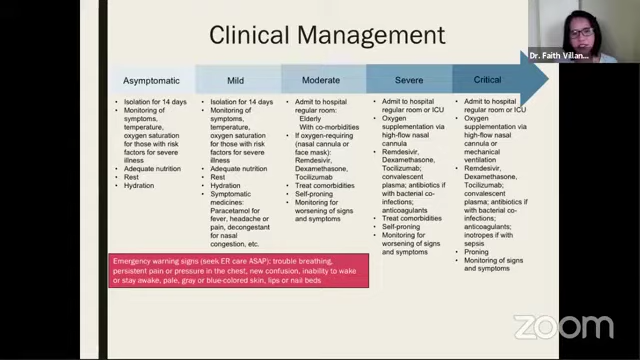 Clinical Management
Dr. Faith Villan...
Asymptomatic
Mild
Moderate
Severe
Critical
• Isolation for 14 days
• Monitoring of
symptoms,
temperature,
oxygen saturation
for those with risk
factors for severe
illness
• Adequate nutrition
• Rest
• Hydration
• Isolation for 14 days
• Monitoring of
symptoms,
temperature,
oxygen saturation
for those with risk
factors for severe
illness
• Adequate nutrition
• Rest
• Hydration
• Symptomatic
medicines:
Paracetamol for
fever, headache or
pain, decongestant
for nasal
congestion, etc.
• Admit to hospital
regular room:
Elderly
With co-morbidities
• If oxygen-requiring
(nasal cannula or
face mask):
Remdesivir,
Dexamethasone,
Tocilizumab
• Treat comorbidities
• Self-proning
• Monitoring for
worsening of signs
and symptoms
• Admit to hospital
regular room or ICU
• Oxygen
supplementation via
high-flow nasal
cannula
• Remdesivir,
Dexamethasone,
Tocilizumab;
convalescent
plasma; antibiotics if
with bacterial co-
infections;
anticoagulants
• Treat comorbidities
• Self-proning
• Monitoring for
worsening of signs
and symptoms
• Admit to hospital
regular room or ICU
• Oxygen
supplementation via
high-flow nasal
cannula or
mechanical
ventilation
• Remdesivir,
Dexamethasone,
Tocilizumab;
convalescent
plasma, antibiotics
if with bacterial co-
infections;
anticoagulants;
inotropes if with
sepsis
• Proning
• Monitoring of signs
and symptoms
Emergency warning signs (seek ER care ASAP): trouble breathing,
persistent pain or pressure in the chest, new confusion, inability to wake
or stay awake, pale, gray or blue-colored skin, lips or nail beds
zoom